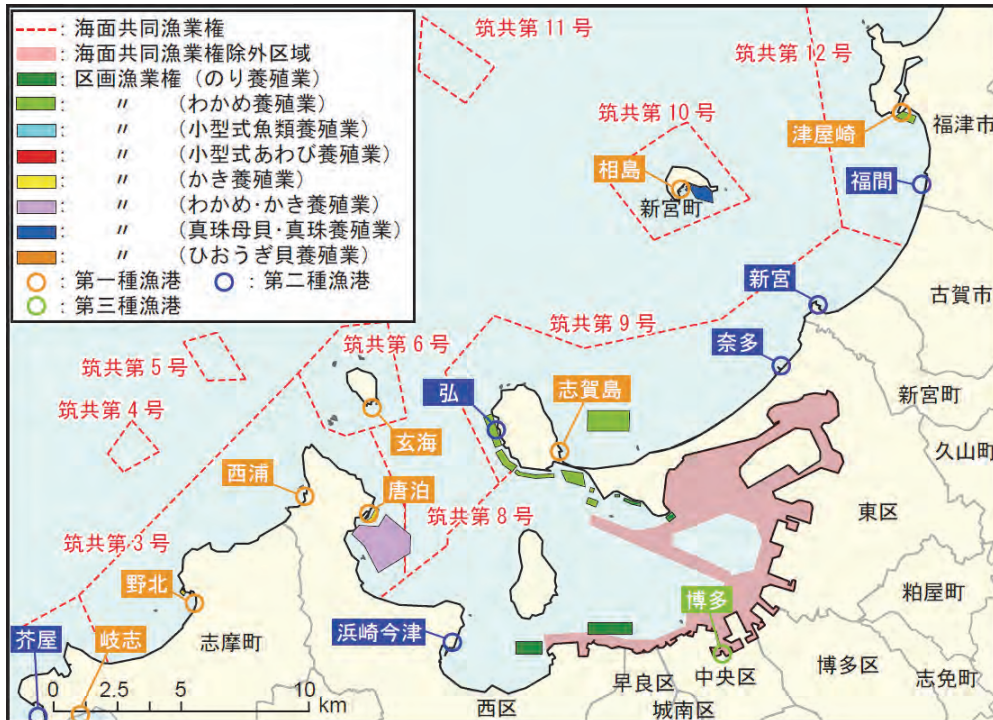 ：海面共同漁業権
：海面共同漁業権除外区域
：区画漁業権（のり養殖業）
：　〃　（わかめ養殖業）
：　〃　（小型式魚類養殖業）
：　〃　（小型式あわび養殖業）
：　〃　（かき養殖業）
：　〃　（わかめ・かき養殖業）
：　〃　（真珠母貝・真珠養殖業）
：　〃　（ひおうぎ貝養殖業）
：第一種漁港　：第二種漁港
：第三種漁港
筑共第11号
筑共第12号
筑共第10号
津屋崎
福津市
相島
福間
新宮町
新宮
古賀市
筑共第9号
筑共第6号
奈多
筑共第5号
志賀島
弘
新宮町
筑共第4号
玄海
久山町
西浦
唐泊
東区
筑共第8号
筑共第3号
野北
博多
粕屋町
浜崎今津
志摩町
芥屋
岐志
博多区
志免町
早良区
中央区
西区
城南区
0 2.5 5 10
km